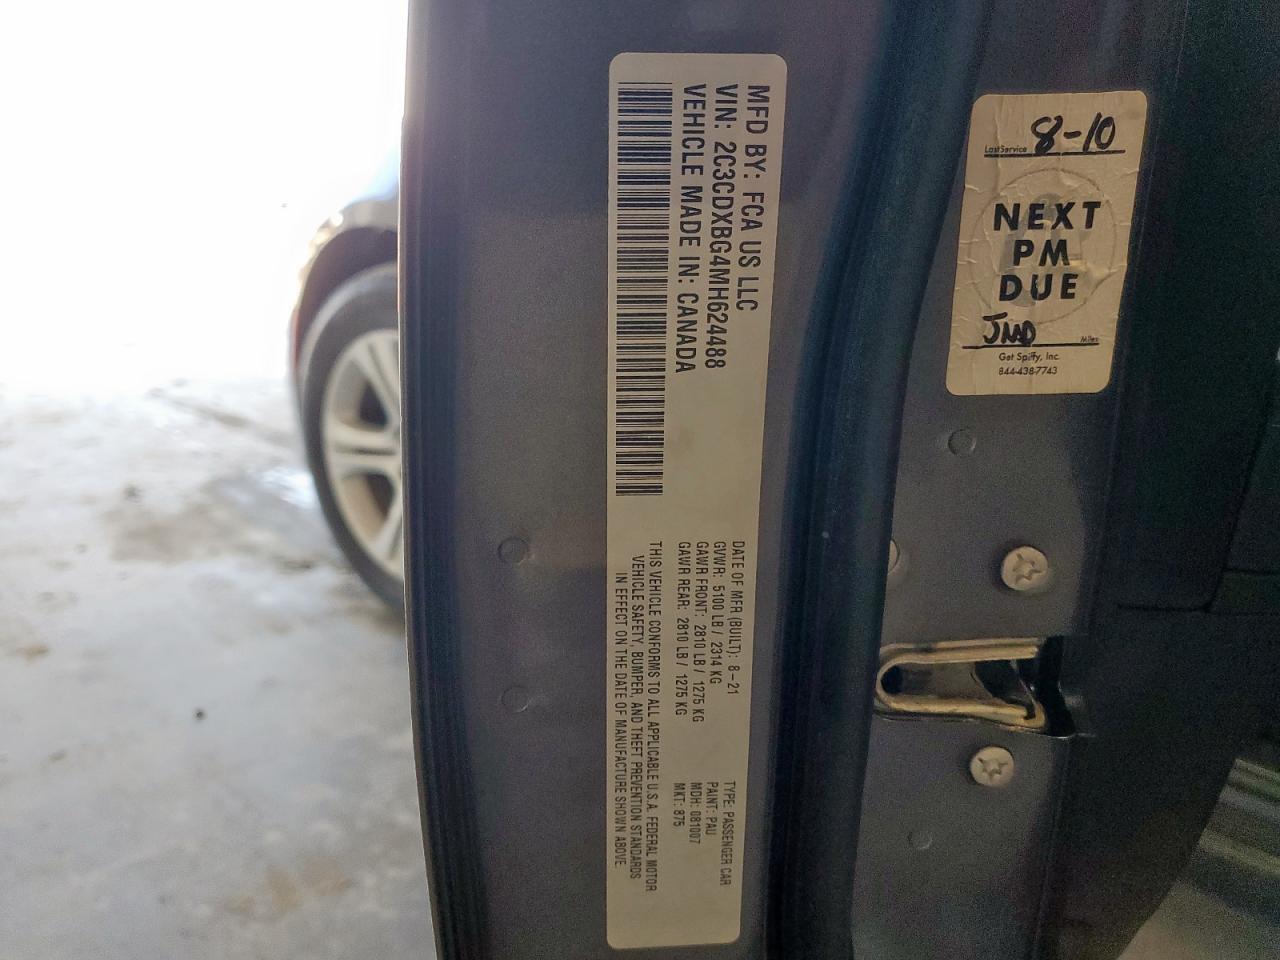 MFD BY: FCA US LLC
VIN: 2C3CDXBG4MH624488
VEHICLE MADE IN: CANADA
DATE OF MFR (BUILT): 8-21
GVWR: 5100 LB / 2314 KG
GAWR FRONT: 2810 LB / 1275 KG
GAWR REAR: 2810 LB / 1275 KG
THIS VEHICLE CONFORMS TO ALL APPLICABLE U.S.A. FEDERAL MOTOR
VEHICLE SAFETY, BUMPER, AND THEFT PREVENTION STANDARDS
IN EFFECT ON THE DATE OF MANUFACTURE SHOWN ABOVE.
TYPE: PASSENGER CAR
PAINT: PAU
MDH: 081007
MKT: 875
Last Service 8-10
NEXT
PM
DUE
JMD Miles
Get Spiffy, Inc.
844-438-7743